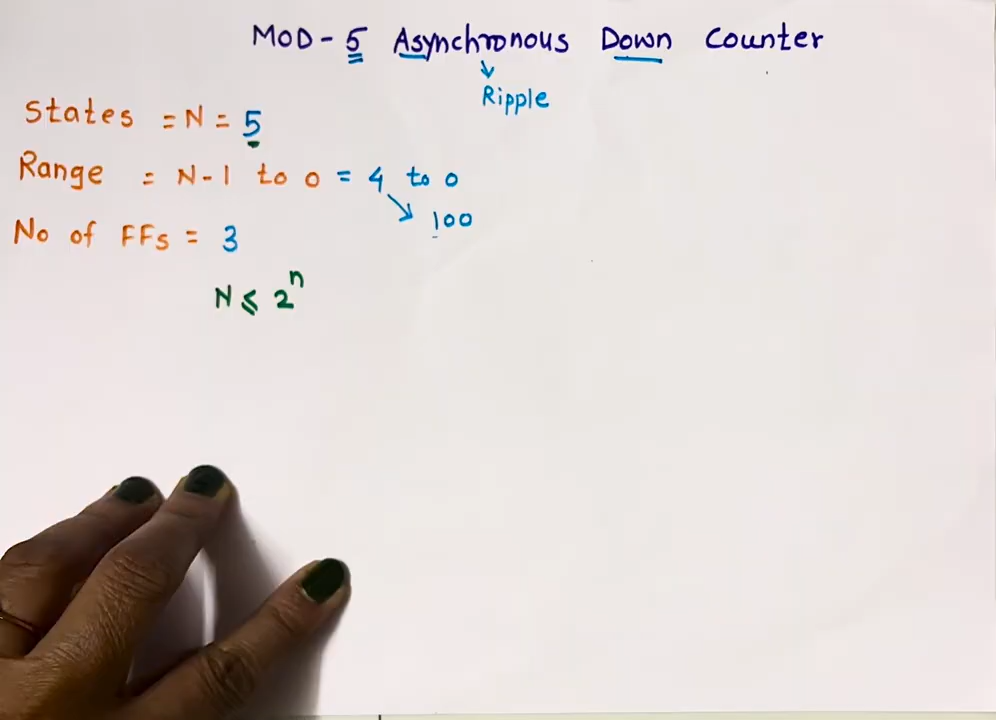 MOD-5 Asynchronous Down Counter
Ripple
States = N = 5
Range = N-1 to 0 = 4 to 0
100
No of FFs = 3
N ≤ 2^n